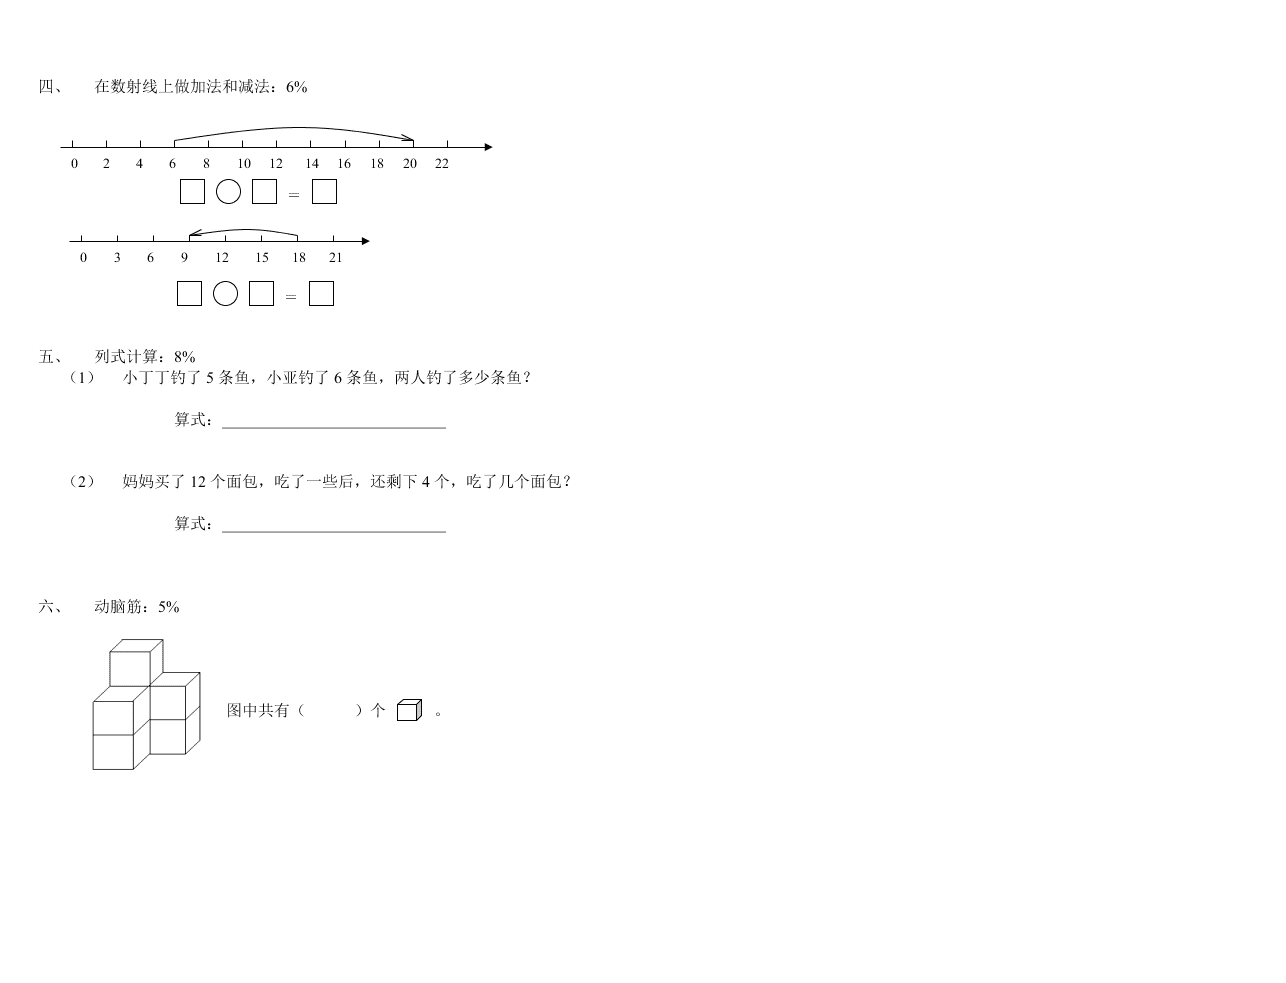 四、 在数射线上做加法和减法：6%
0 2 4 6 8 10 12 14 16 18 20 22
=
0 3 6 9 12 15 18 21
=
五、 列式计算：8%
（1） 小丁丁钓了 5 条鱼，小亚钓了 6 条鱼，两人钓了多少条鱼？
算式：____________________________
（2） 妈妈买了 12 个面包，吃了一些后，还剩下 4 个，吃了几个面包？
算式：____________________________
六、 动脑筋：5%
图中共有（ ）个 。